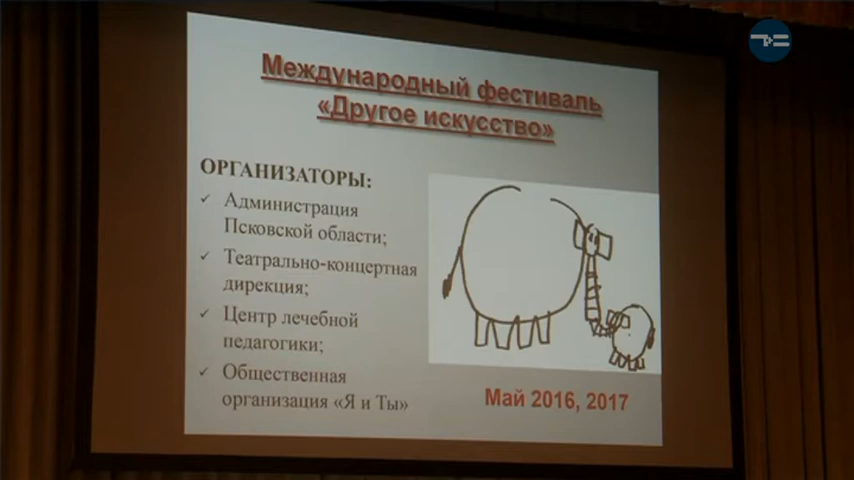 Международный фестиваль
«Другое искусство»
ОРГАНИЗАТОРЫ:
Администрация
Псковской области;
Театрально-концертная
дирекция;
Центр лечебной
педагогики;
Общественная
организация «Я и Ты»
Май 2016, 2017